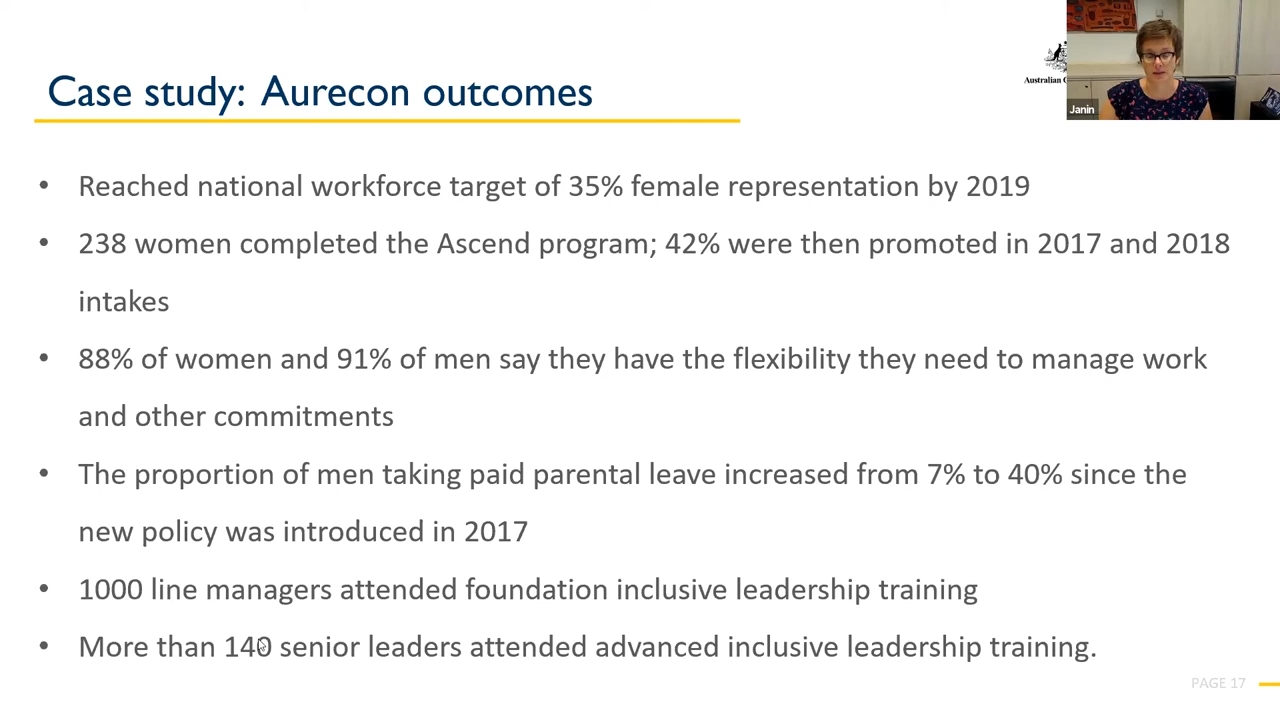 Case study: Aurecon outcomes
Australian
Janin
• Reached national workforce target of 35% female representation by 2019
• 238 women completed the Ascend program; 42% were then promoted in 2017 and 2018
intakes
• 88% of women and 91% of men say they have the flexibility they need to manage work
and other commitments
• The proportion of men taking paid parental leave increased from 7% to 40% since the
new policy was introduced in 2017
• 1000 line managers attended foundation inclusive leadership training
• More than 140 senior leaders attended advanced inclusive leadership training.
PAGE 17